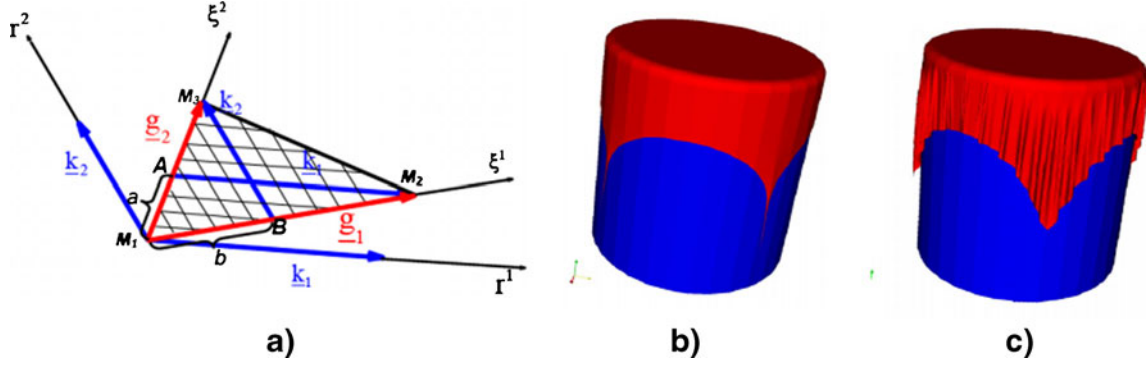 r²
ξ²
M₃
k₂
g₂
k₂
A
k₁
M₂
ξ¹
a
B
g₁
M₁
b
k₁
r¹
a)
b)
c)